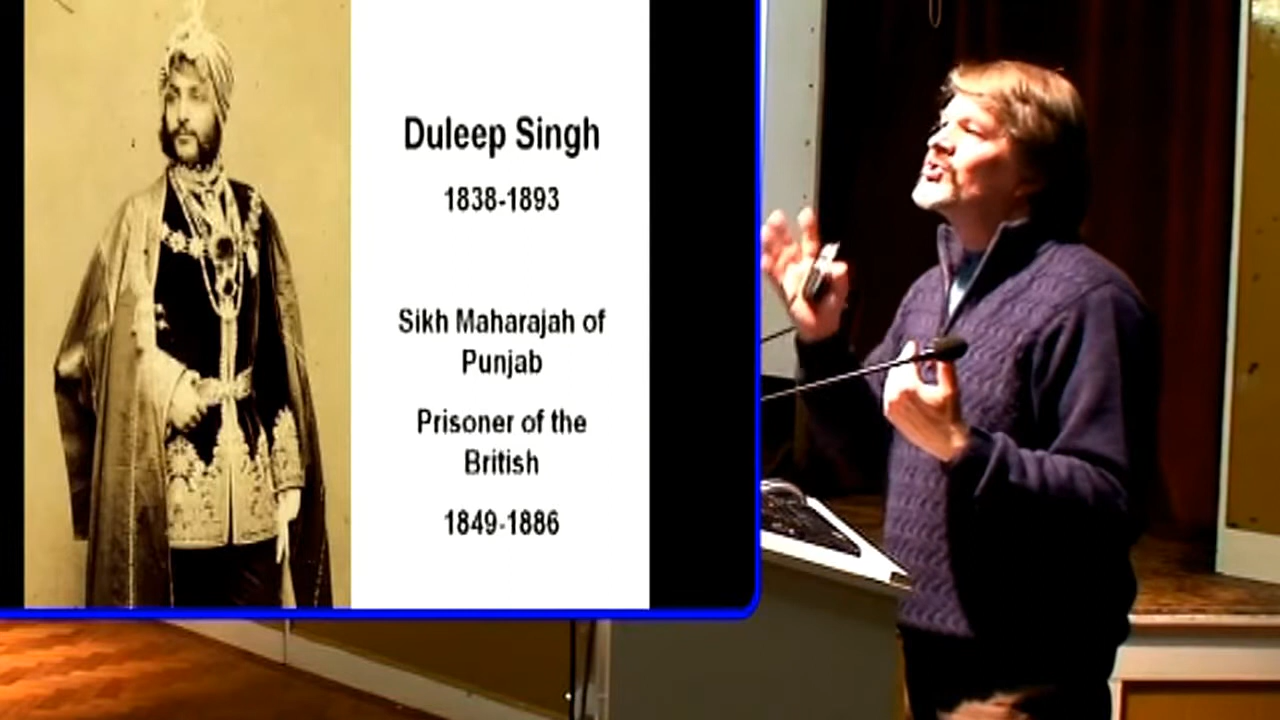 Duleep Singh
1838-1893
Sikh Maharajah of
Punjab
Prisoner of the
British
1849-1886